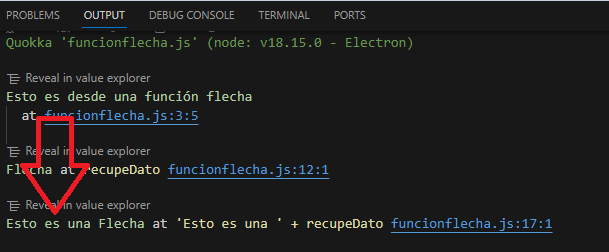 PROBLEMS OUTPUT DEBUG CONSOLE TERMINAL PORTS
Quokka 'funcionflecha.js' (node: v18.15.0 - Electron)
Reveal in value explorer
Esto es desde una función flecha
at funcionflecha.js:3:5
Reveal in value explorer
Flecha at recupeDato funcionflecha.js:12:1
Reveal in value explorer
Esto es una Flecha at 'Esto es una ' + recupeDato funcionflecha.js:17:1